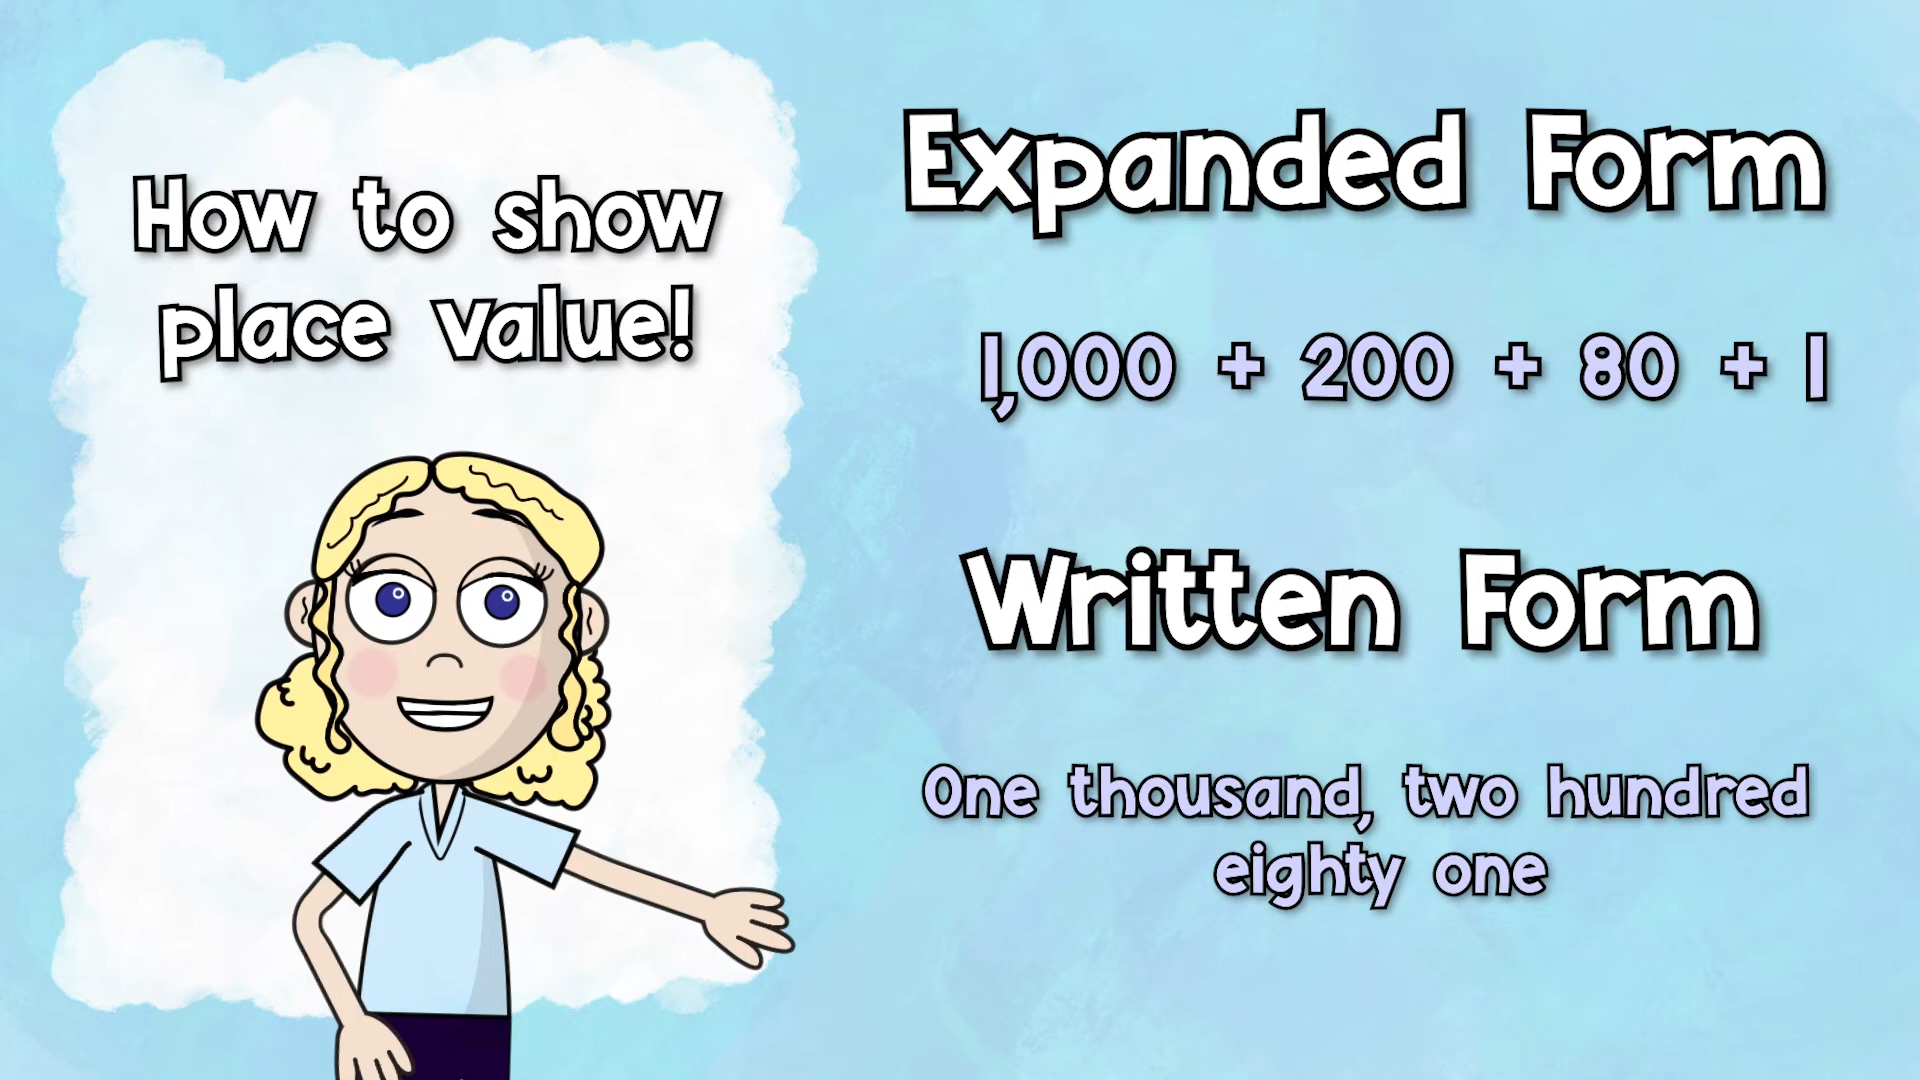 How to show
place value!
Expanded Form
1,000 + 200 + 80 + 1
Written Form
One thousand, two hundred
eighty one